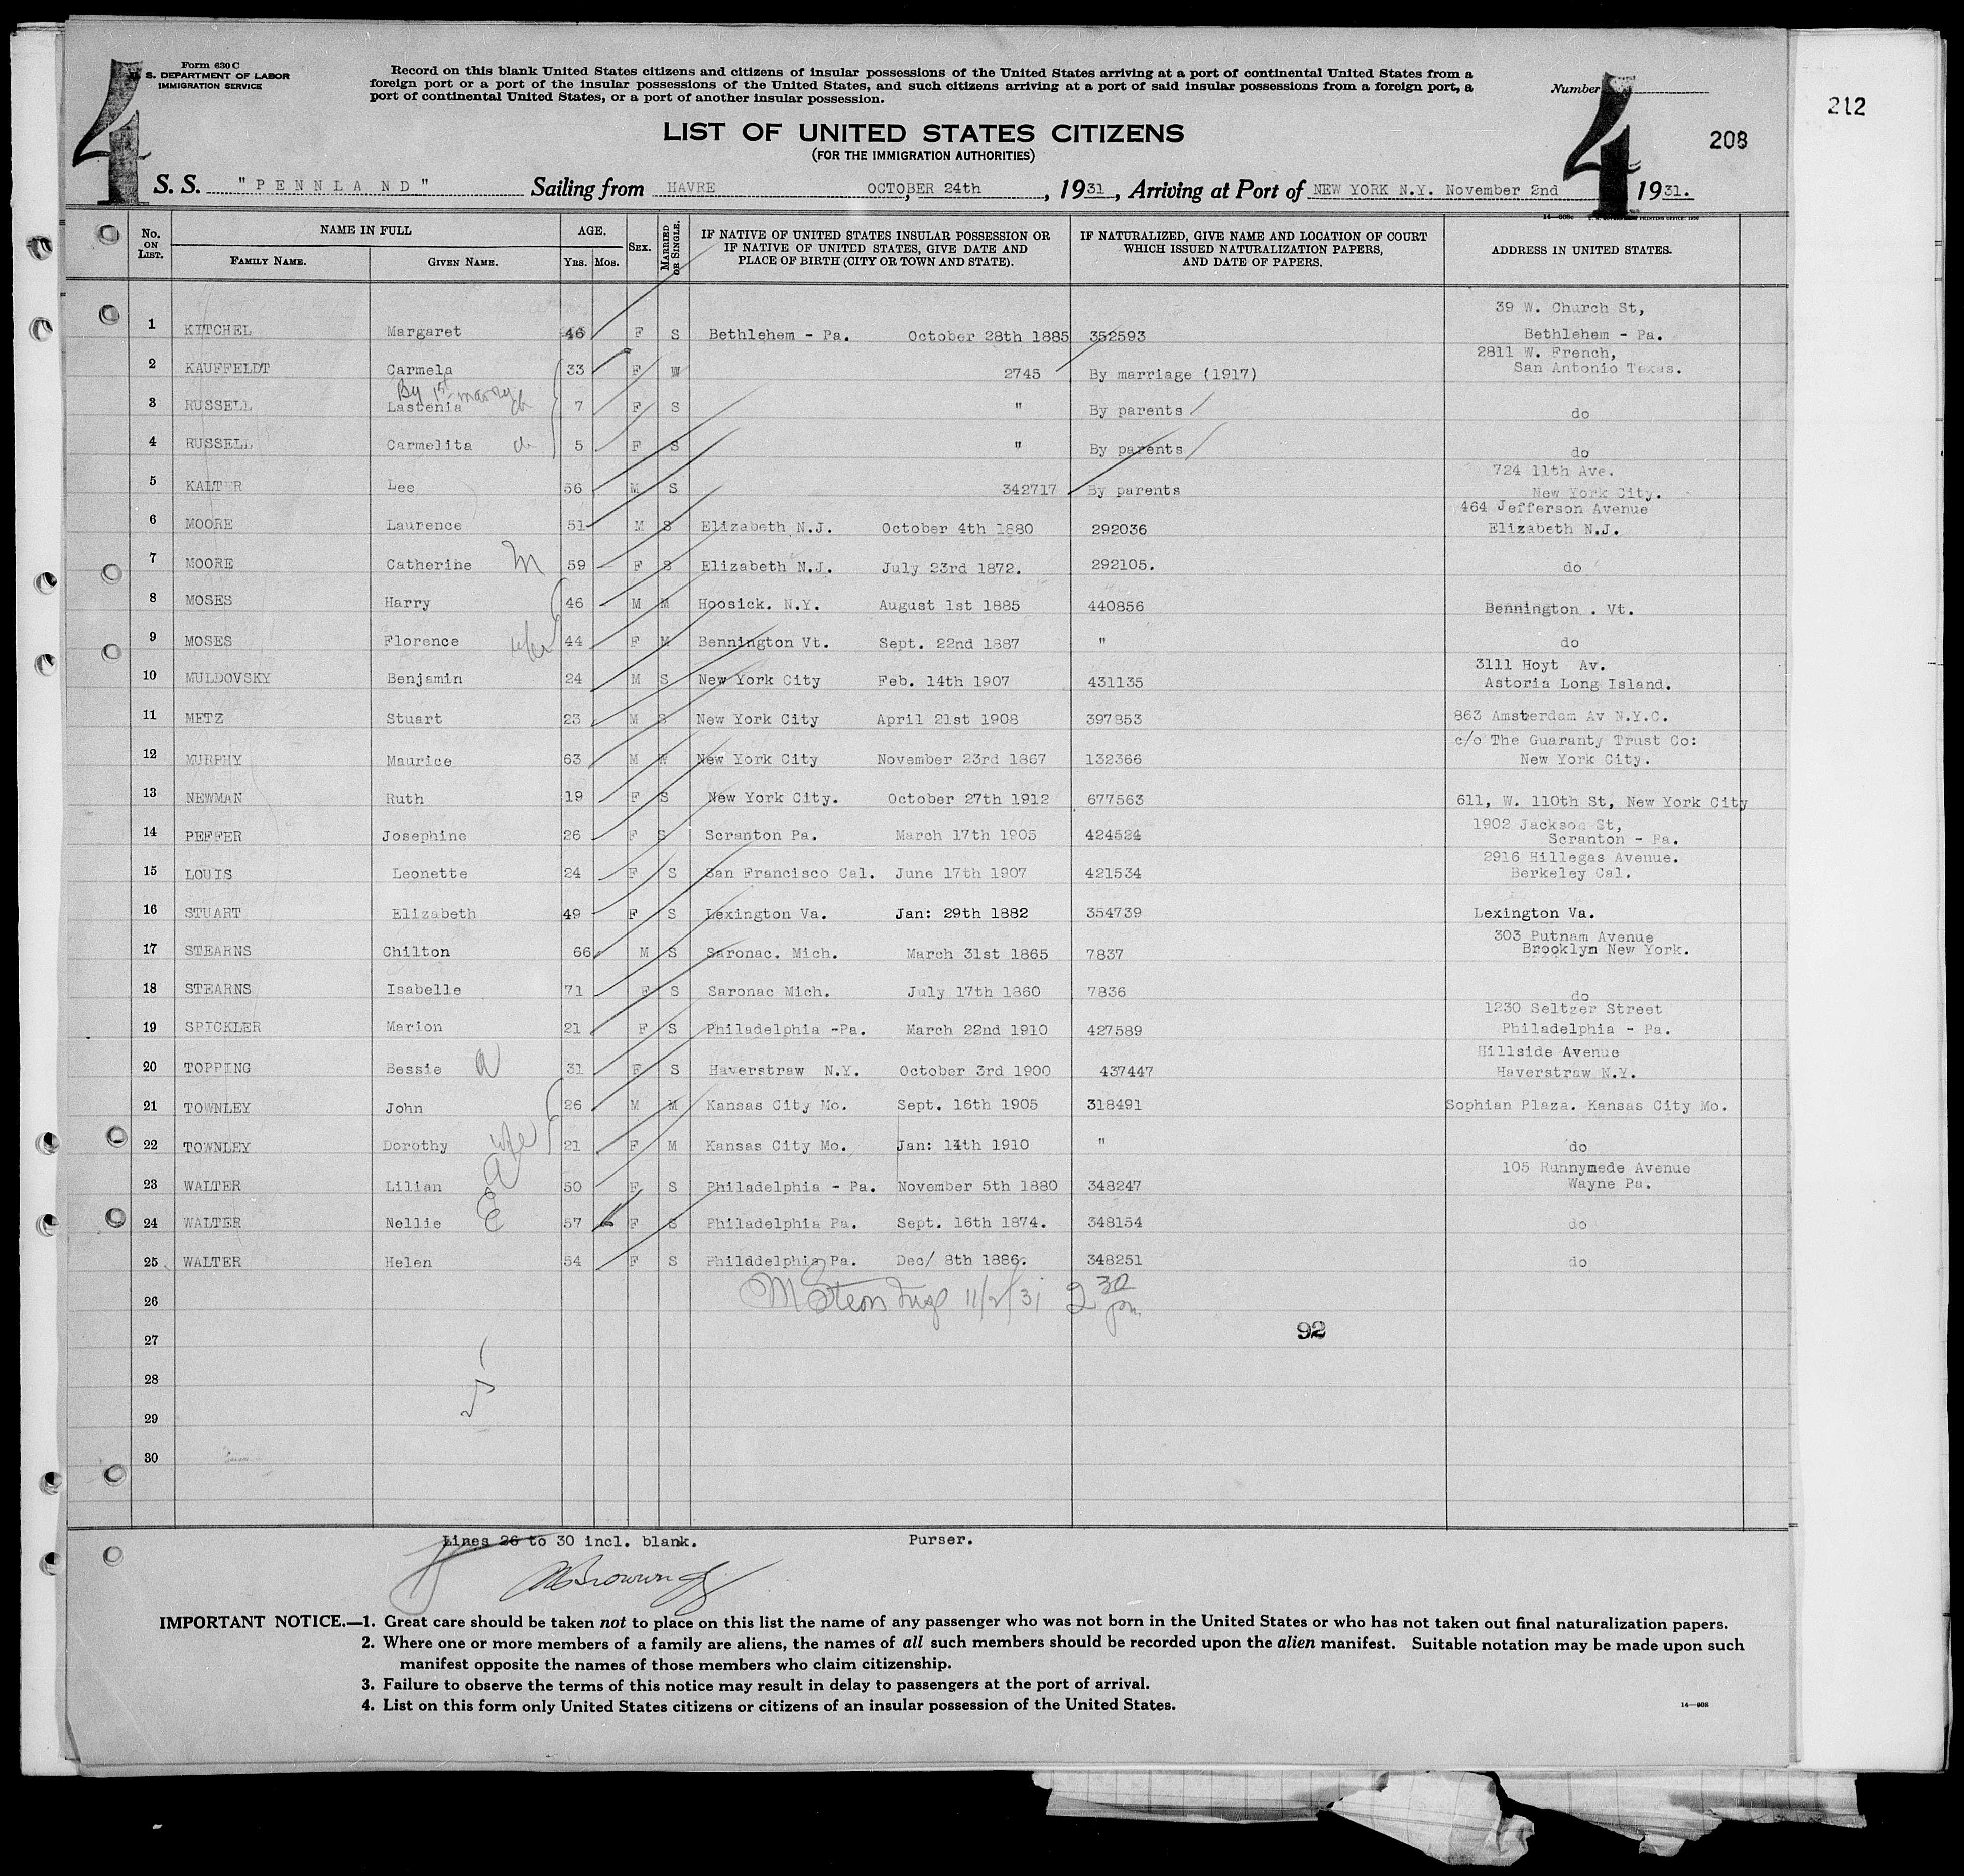 Form 630 C
U. S. DEPARTMENT OF LABOR
IMMIGRATION SERVICE
4
Record on this blank United States citizens and citizens of insular possessions of the United States arriving at a port of continental United States from a
foreign port or a port of the insular possessions of the United States, and such citizens arriving at a port of said insular possessions from a foreign port, a
port of continental United States, or a port of another insular possession.
Number
4
208
212
LIST OF UNITED STATES CITIZENS
(FOR THE IMMIGRATION AUTHORITIES)
S. S. "PENNLAND" Sailing from HAVRE, OCTOBER 24th, 1931, Arriving at Port of NEW YORK N.Y. November 2nd 1931.
No. ON LIST. NAME IN FULL FAMILY NAME. GIVEN NAME. AGE. YRS. MOS. SEX. MARRIED OR SINGLE. IF NATIVE OF UNITED STATES INSULAR POSSESSION OR IF NATIVE OF UNITED STATES, GIVE DATE AND PLACE OF BIRTH (CITY OR TOWN AND STATE). IF NATURALIZED, GIVE NAME AND LOCATION OF COURT WHICH ISSUED NATURALIZATION PAPERS, AND DATE OF PAPERS. ADDRESS IN UNITED STATES.
1 KITCHEL Margaret 46 F S Bethlehem - Pa. October 28th 1885 352593 39 W. Church St, Bethlehem - Pa.
2 KAUFFELDT Carmela 33 F W 2745 By marriage (1917) 2811 W. French, San Antonio Texas.
By 1st marrig
3 RUSSELL Lastenia ch 7 F S " By parents do
4 RUSSELL Carmelita ch 5 F S " By parents do
5 KALTER Lee 56 M S 342717 By parents 724 11th Ave. New York City.
6 MOORE Laurence 51 M S Elizabeth N.J. October 4th 1880 292036 464 Jefferson Avenue Elizabeth N.J.
7 MOORE Catherine M 59 F S Elizabeth N.J. July 23rd 1872. 292105. do
8 MOSES Harry 46 M M Hoosick. N.Y. August 1st 1885 440856 Bennington . Vt.
9 MOSES Florence wife 44 F M Bennington Vt. Sept. 22nd 1887 " do
10 MULDOVSKY Benjamin 24 M S New York City Feb. 14th 1907 431135 3111 Hoyt Av. Astoria Long Island.
11 METZ Stuart 23 M S New York City April 21st 1908 397853 863 Amsterdam Av N.Y.C.
12 MURPHY Maurice 63 M W New York City November 23rd 1867 132366 c/o The Guaranty Trust Co: New York City.
13 NEWMAN Ruth 19 F S New York City. October 27th 1912 677563 611, W. 110th St, New York City
14 PEFFER Josephine 26 F S Scranton Pa. March 17th 1905 424524 1902 Jackson St, Scranton - Pa.
15 LOUIS Leonette 24 F S San Francisco Cal. June 17th 1907 421534 2916 Hillegas Avenue. Berkeley Cal.
16 STUART Elizabeth 49 F S Lexington Va. Jan: 29th 1882 354739 Lexington Va.
17 STEARNS Chilton 66 M S Saronac. Mich. March 31st 1865 7837 303 Putnam Avenue Brooklyn New York.
18 STEARNS Isabelle 71 F S Saronac Mich. July 17th 1860 7836 do
19 SPICKLER Marion 21 F S Philadelphia -Pa. March 22nd 1910 427589 1230 Seltzer Street Philadelphia - Pa.
20 TOPPING Bessie a 31 F S Haverstraw N.Y. October 3rd 1900 437447 Hillside Avenue Haverstraw N.Y.
21 TOWNLEY John 26 M M Kansas City Mo. Sept. 16th 1905 318491 Sophian Plaza. Kansas City Mo.
22 TOWNLEY Dorothy wife 21 F M Kansas City Mo. Jan: 14th 1910 " do
23 WALTER Lilian a 50 F S Philadelphia - Pa. November 5th 1880 348247 105 Runnymede Avenue Wayne Pa.
24 WALTER Nellie E 57 F S Philadelphia Pa. Sept. 16th 1874. 348154 do
25 WALTER Helen 54 F S Philddelphia Pa. Dec/ 8th 1886. 348251 do
26 11/2/31 2 30 pm
27 92
28
29
30
Lines 26 to 30 incl. blank. Purser.
IMPORTANT NOTICE.—1. Great care should be taken not to place on this list the name of any passenger who was not born in the United States or who has not taken out final naturalization papers.
2. Where one or more members of a family are aliens, the names of all such members should be recorded upon the alien manifest. Suitable notation may be made upon such
manifest opposite the names of those members who claim citizenship.
3. Failure to observe the terms of this notice may result in delay to passengers at the port of arrival.
4. List on this form only United States citizens or citizens of an insular possession of the United States.
14—608